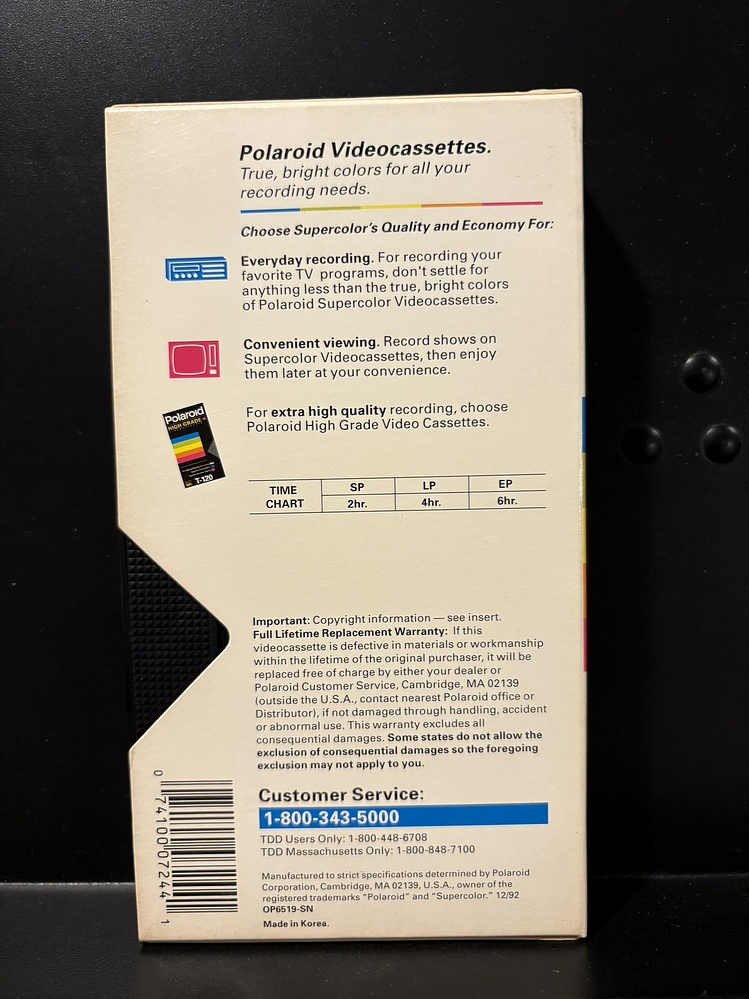 Polaroid Videocassettes.
True, bright colors for all your
recording needs.
Choose Supercolor's Quality and Economy For:
Everyday recording. For recording your
favorite TV programs, don't settle for
anything less than the true, bright colors
of Polaroid Supercolor Videocassettes.
Convenient viewing. Record shows on
Supercolor Videocassettes, then enjoy
them later at your convenience.
Polaroid
HIGH GRADE
T-120
For extra high quality recording, choose
Polaroid High Grade Video Cassettes.
TIME CHART SP LP EP
2hr. 4hr. 6hr.
Important: Copyright information — see insert.
Full Lifetime Replacement Warranty: If this
videocassette is defective in materials or workmanship
within the lifetime of the original purchaser, it will be
replaced free of charge by either your dealer or
Polaroid Customer Service, Cambridge, MA 02139
(outside the U.S.A., contact nearest Polaroid office or
Distributor), if not damaged through handling, accident
or abnormal use. This warranty excludes all
consequential damages. Some states do not allow the
exclusion of consequential damages so the foregoing
exclusion may not apply to you.
0 74100 07244 1
Customer Service:
1-800-343-5000
TDD Users Only: 1-800-448-6708
TDD Massachusetts Only: 1-800-848-7100
Manufactured to strict specifications determined by Polaroid
Corporation, Cambridge, MA 02139, U.S.A., owner of the
registered trademarks "Polaroid" and "Supercolor." 12/92
OP6519-SN
Made in Korea.